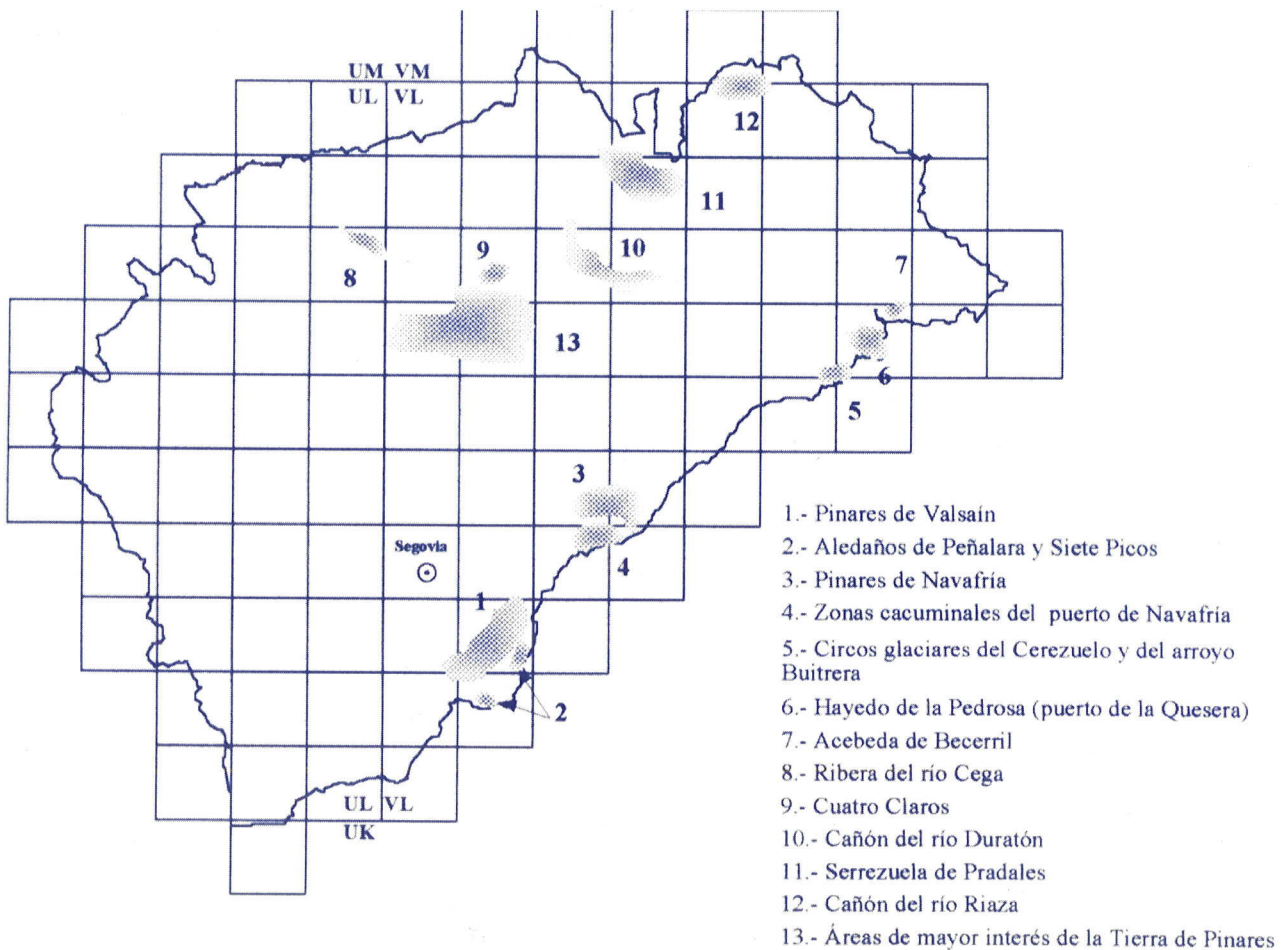 UM VM
UL VL
12
11
10
9
8
7
13
6
5
3
Segovia
4
1
2
UL VL
UK
1.- Pinares de Valsaín
2.- Aledaños de Peñalara y Siete Picos
3.- Pinares de Navafría
4.- Zonas cacuminales del puerto de Navafría
5.- Circos glaciares del Cerezuelo y del arroyo
Buitrera
6.- Hayedo de la Pedrosa (puerto de la Quesera)
7.- Acebeda de Becerril
8.- Ribera del río Cega
9.- Cuatro Claros
10.- Cañón del río Duratón
11.- Serrezuela de Pradales
12.- Cañón del río Riaza
13.- Áreas de mayor interés de la Tierra de Pinares